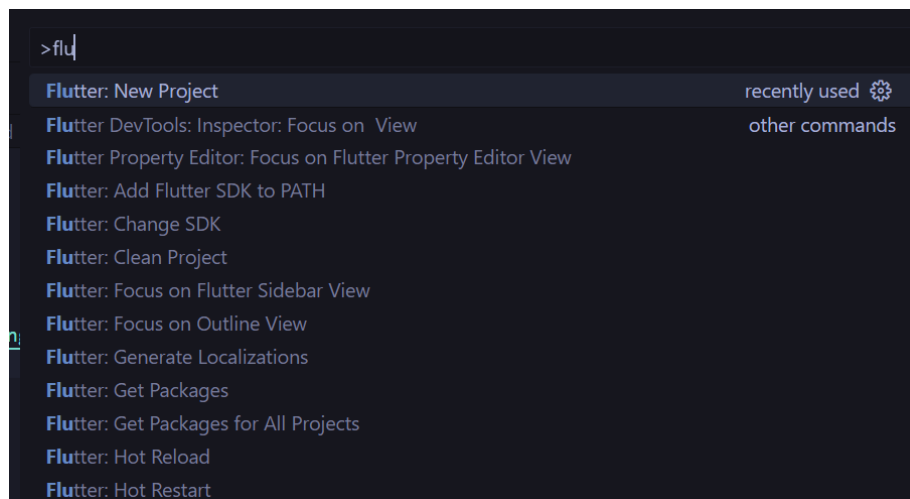 >flu
Flutter: New Project recently used
Flutter DevTools: Inspector: Focus on View other commands
Flutter Property Editor: Focus on Flutter Property Editor View
Flutter: Add Flutter SDK to PATH
Flutter: Change SDK
Flutter: Clean Project
Flutter: Focus on Flutter Sidebar View
Flutter: Focus on Outline View
Flutter: Generate Localizations
Flutter: Get Packages
Flutter: Get Packages for All Projects
Flutter: Hot Reload
Flutter: Hot Restart